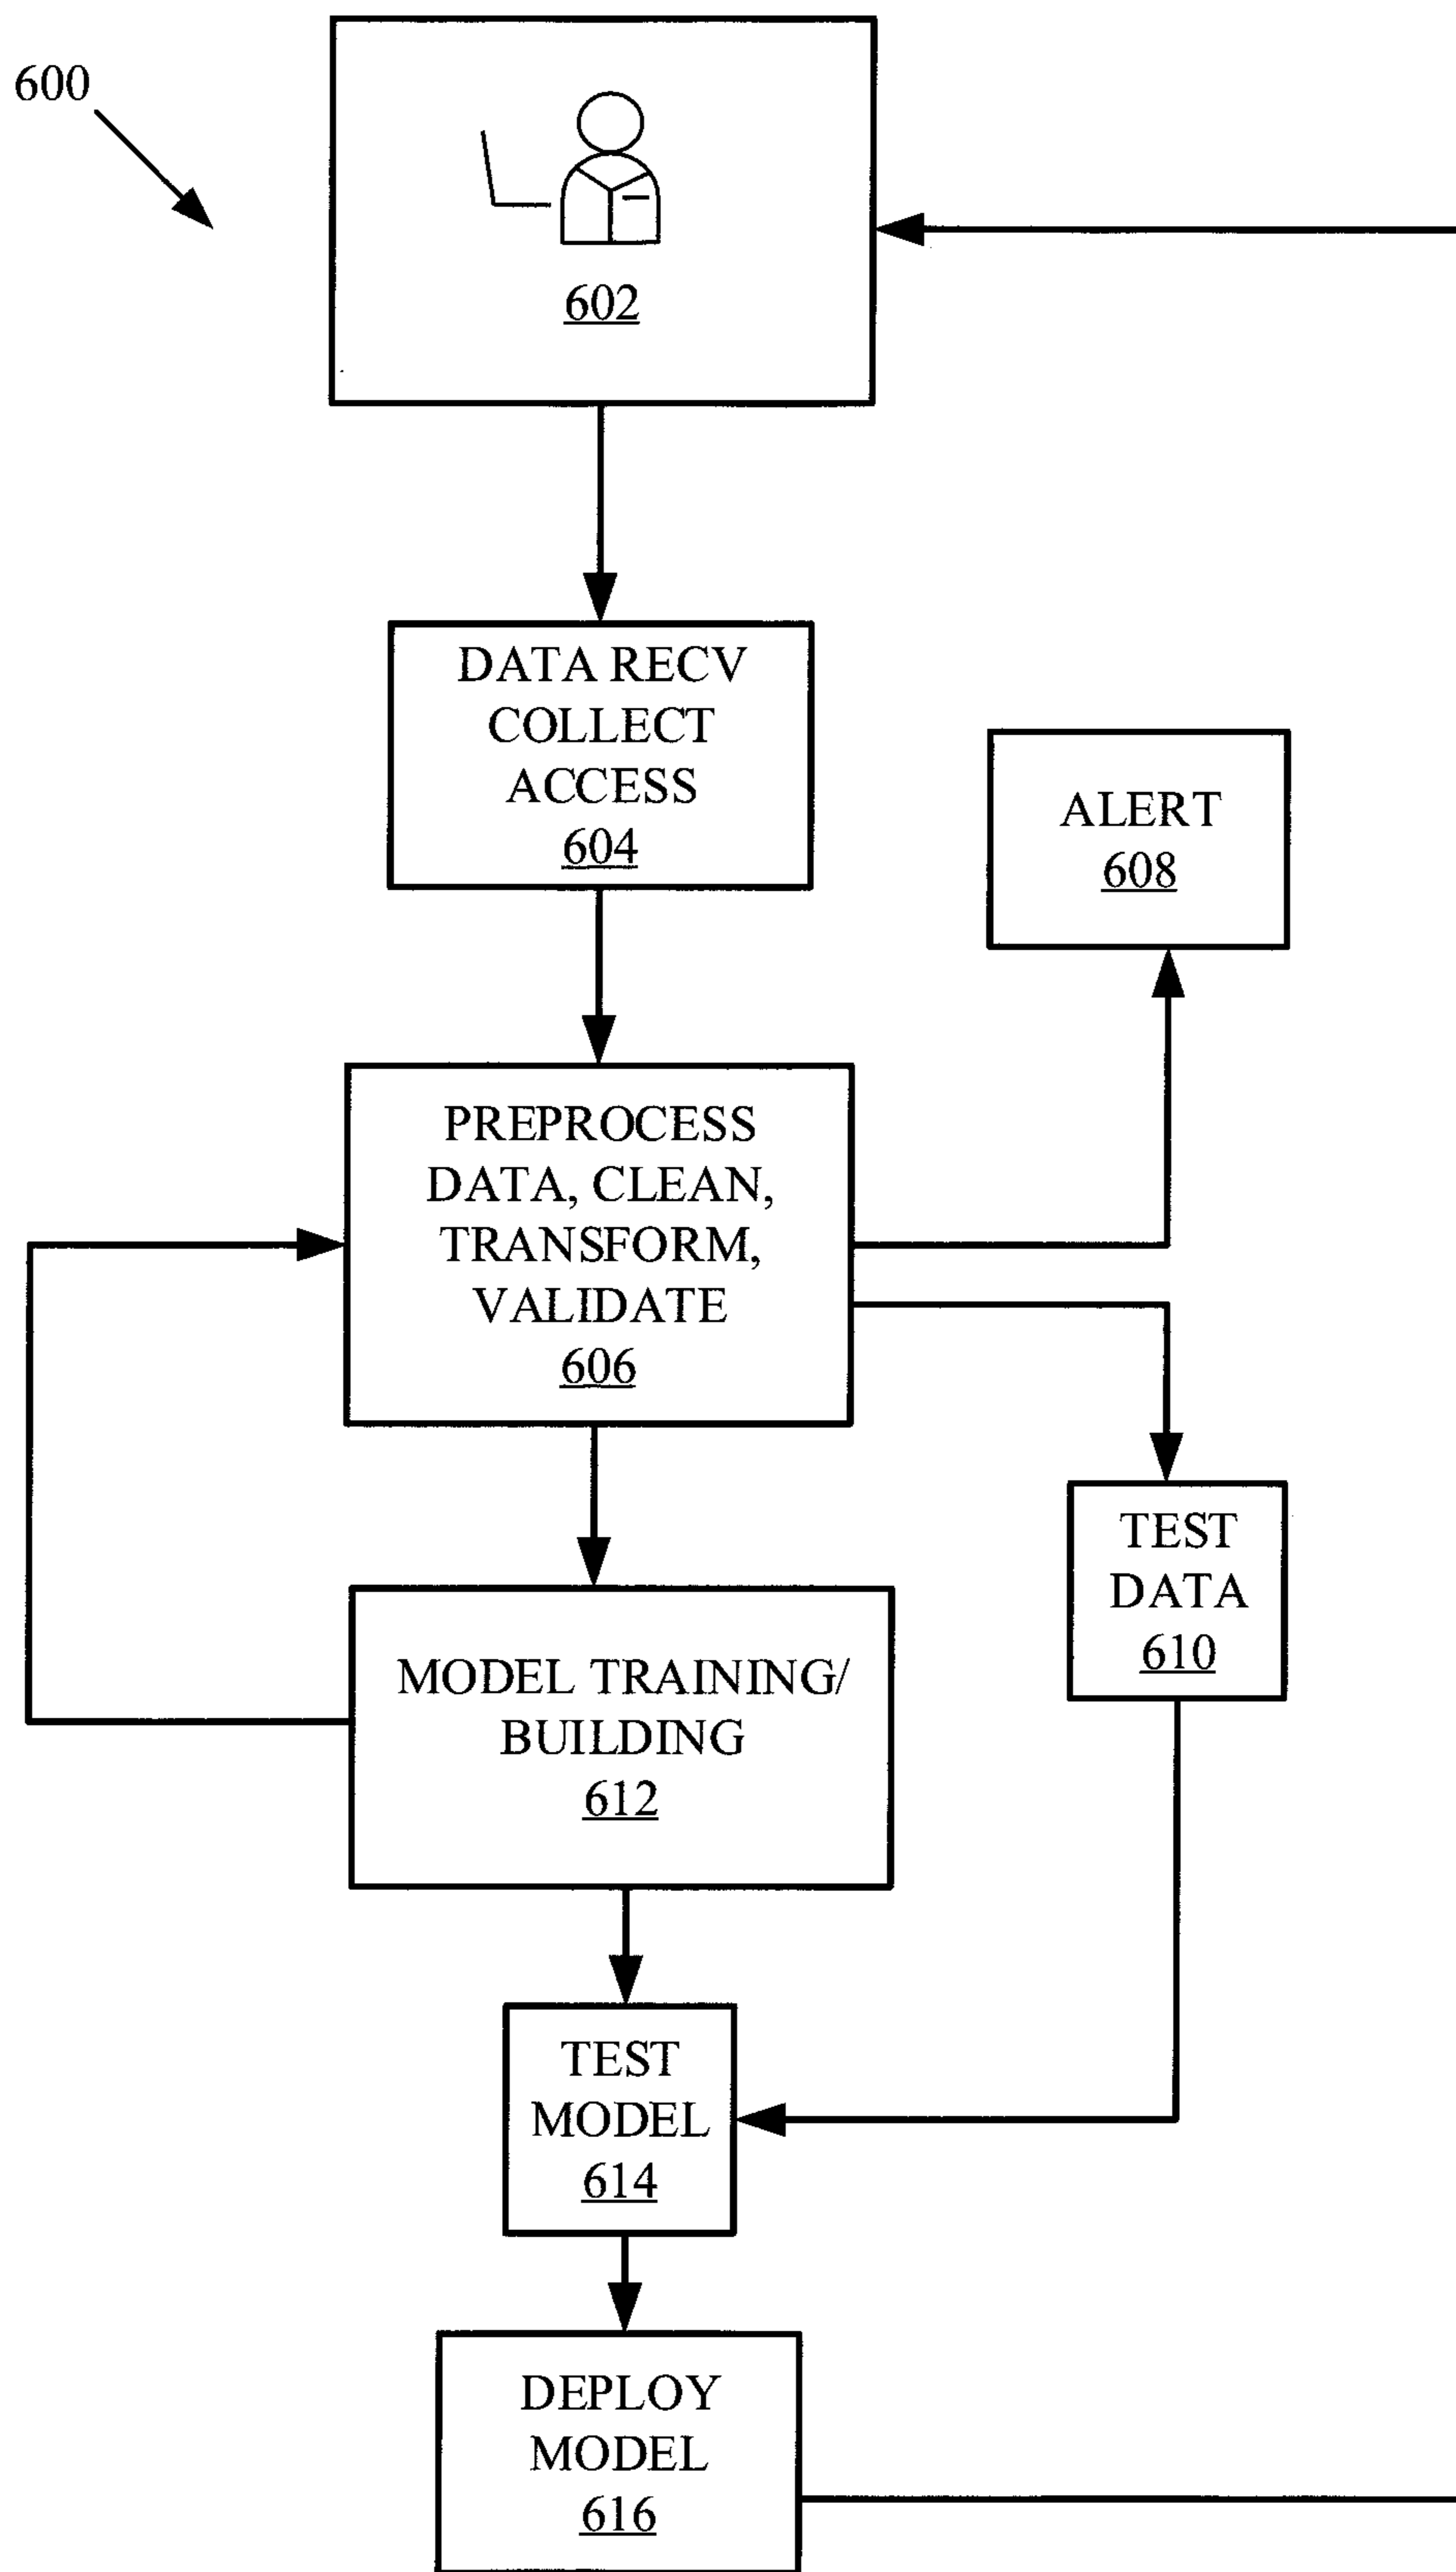 600
602
DATA RECV
COLLECT
ACCESS
604
ALERT
608
PREPROCESS
DATA, CLEAN,
TRANSFORM,
VALIDATE
606
TEST
DATA
610
MODEL TRAINING/
BUILDING
612
TEST
MODEL
614
DEPLOY
MODEL
616